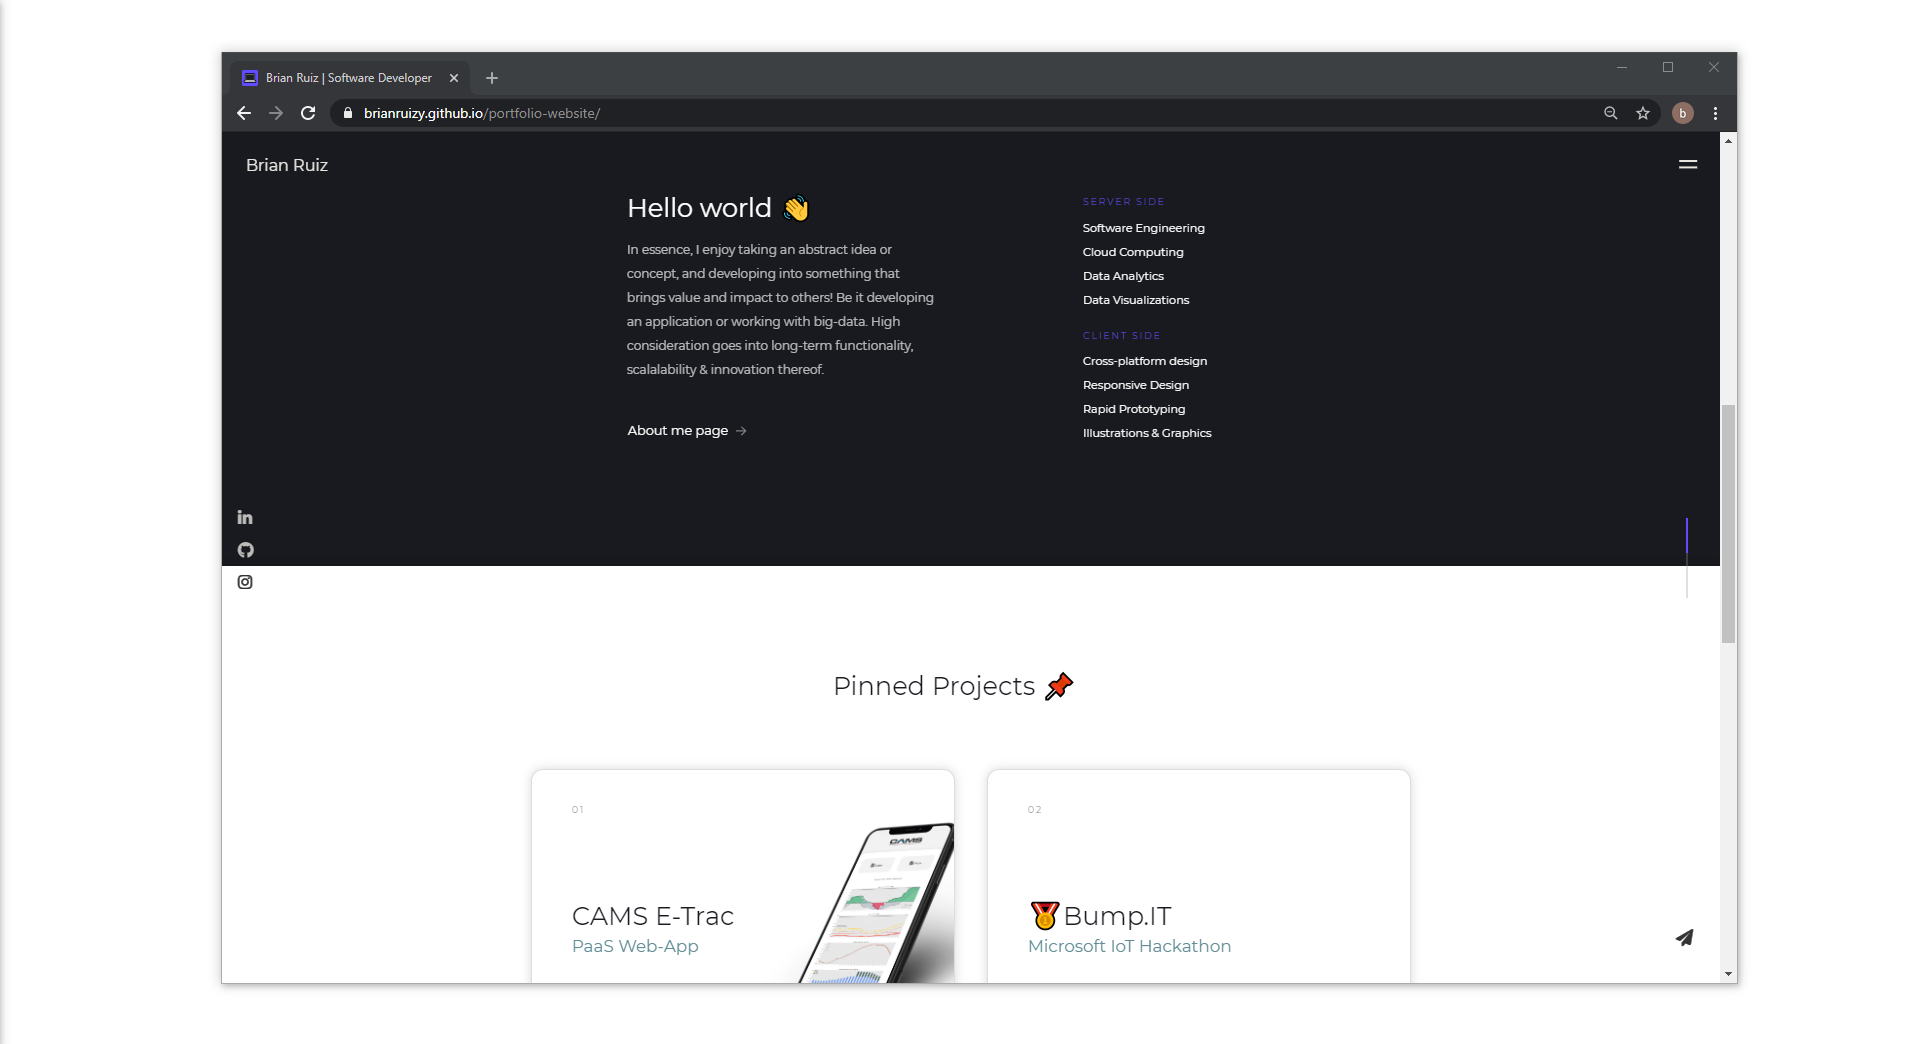 Brian Ruiz | Software Developer
brianruizy.github.io/portfolio-website/
b
Brian Ruiz
Hello world 👋
In essence, I enjoy taking an abstract idea or
concept, and developing into something that
brings value and impact to others! Be it developing
an application or working with big-data. High
consideration goes into long-term functionality,
scalalability & innovation thereof.
About me page →
SERVER SIDE
Software Engineering
Cloud Computing
Data Analytics
Data Visualizations
CLIENT SIDE
Cross-platform design
Responsive Design
Rapid Prototyping
Illustrations & Graphics
in
Pinned Projects 📌
01
CAMS
CAMS E-Trac
PaaS Web-App
02
🏅Bump.IT
Microsoft IoT Hackathon